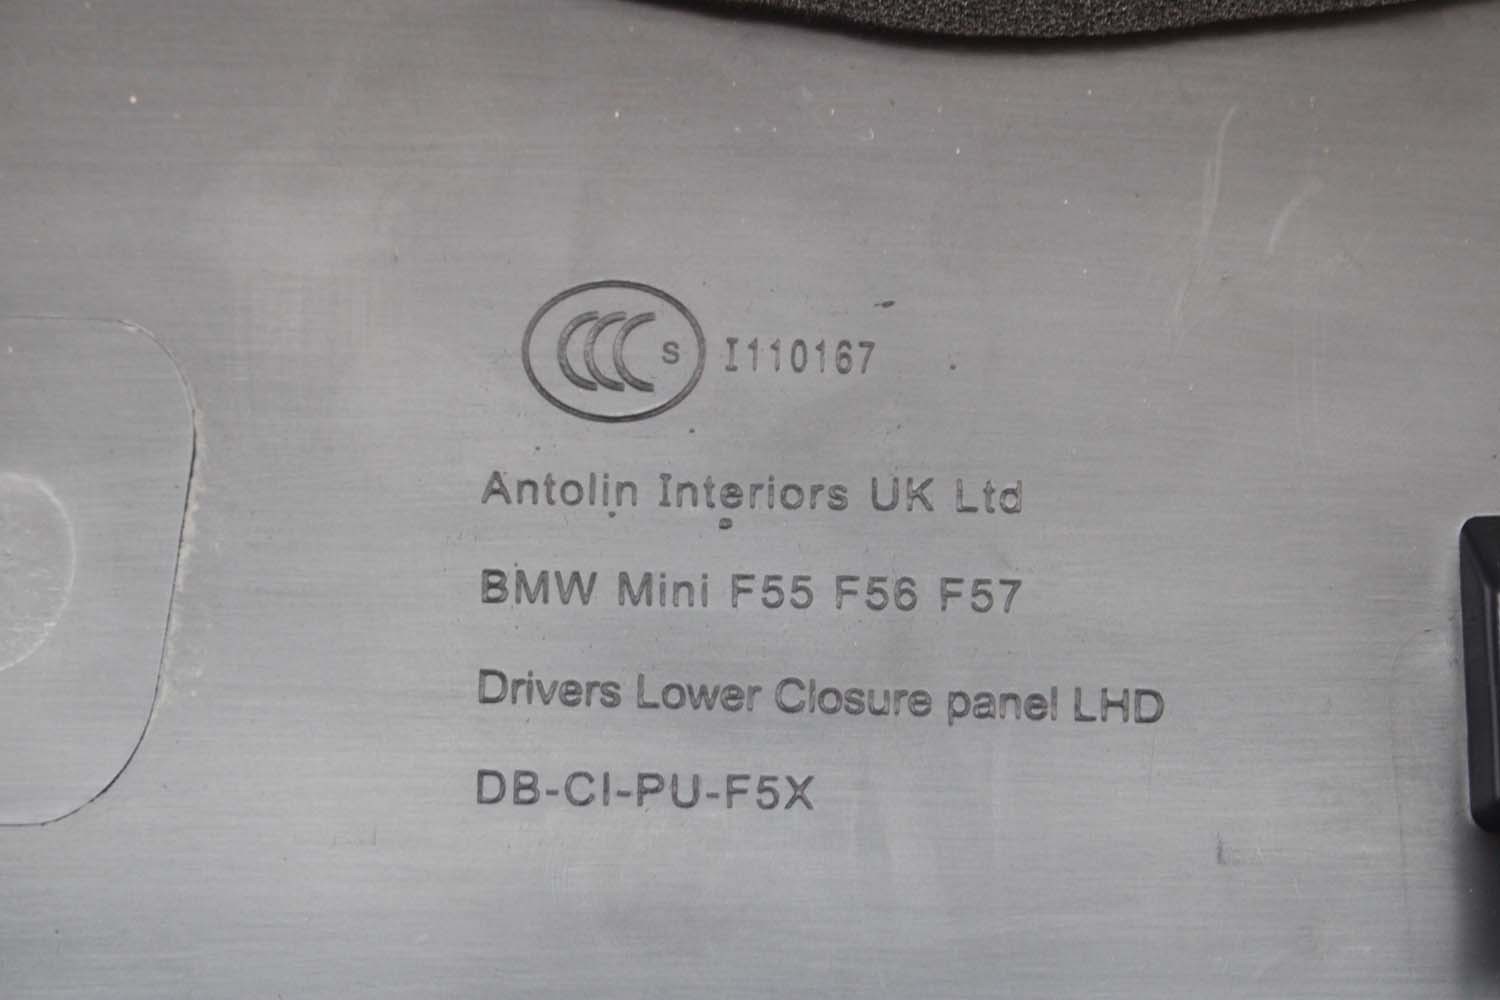 CCC S I110167
Antolin Interiors UK Ltd
BMW Mini F55 F56 F57
Drivers Lower Closure panel LHD
DB-CI-PU-F5X